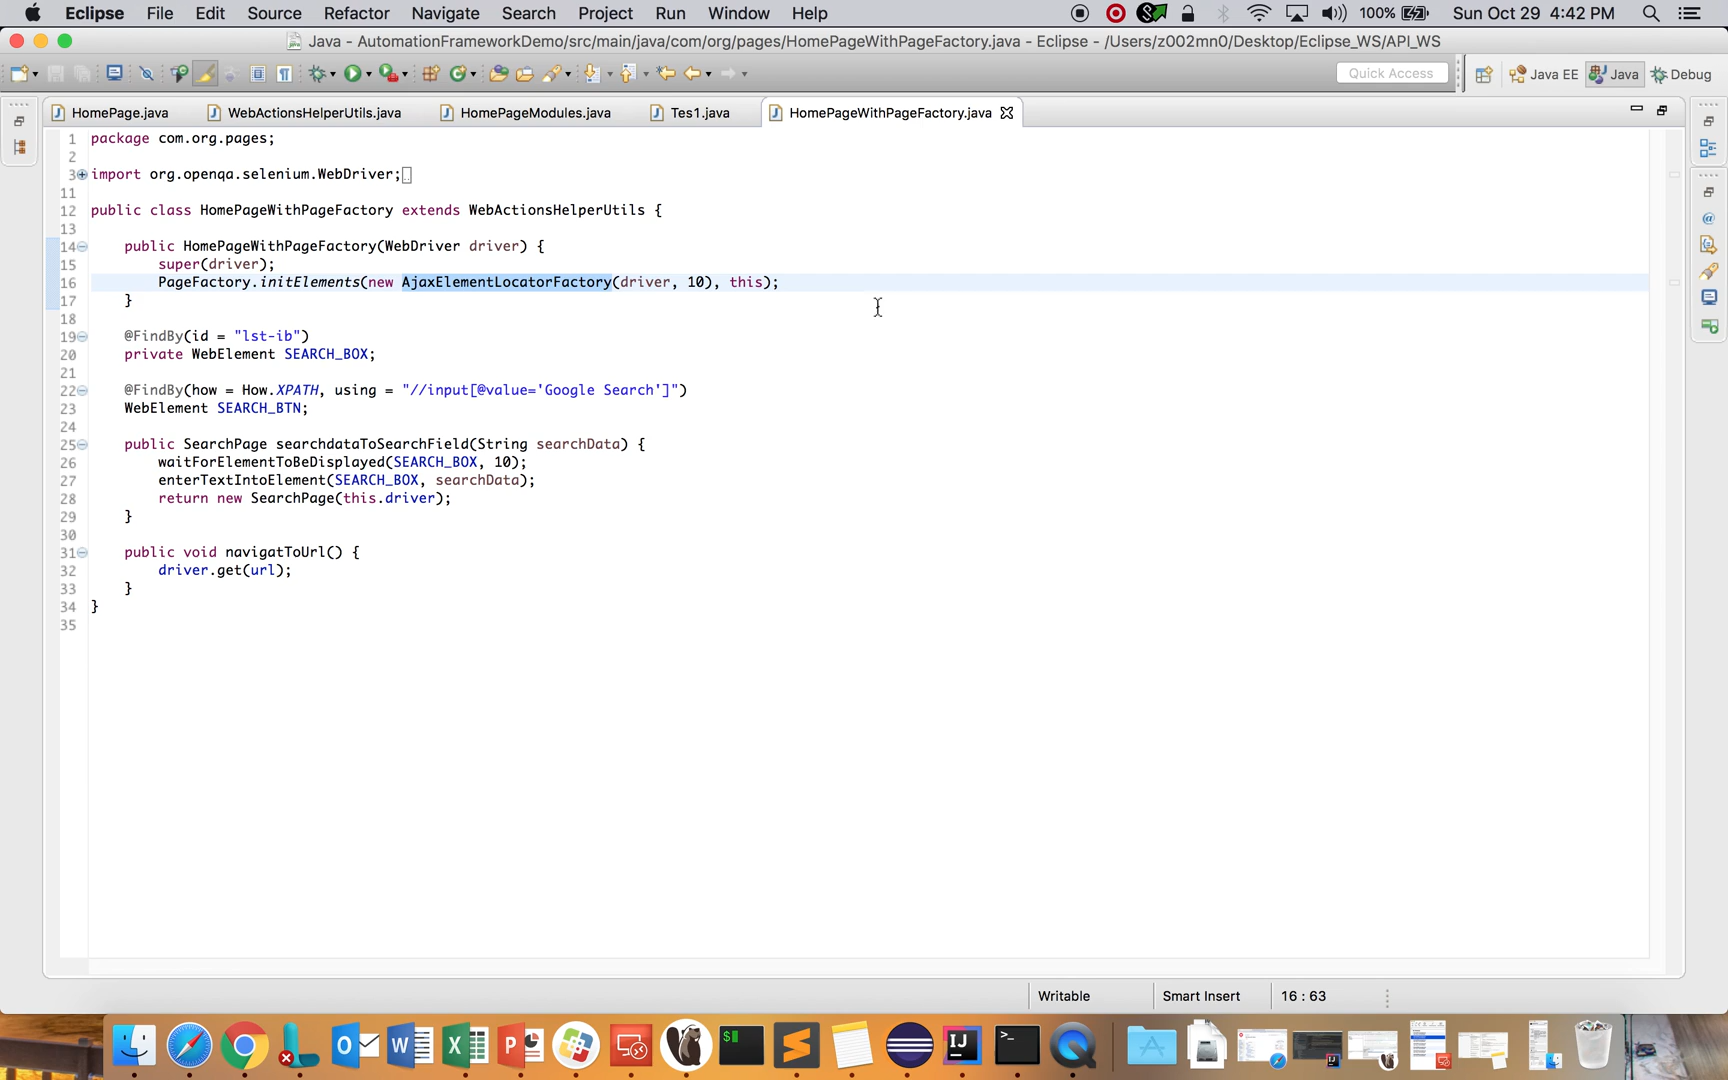 Eclipse File Edit Source Refactor Navigate Search Project Run Window Help 100% Sun Oct 29 4:42 PM
Java - AutomationFrameworkDemo/src/main/java/com/org/pages/HomePageWithPageFactory.java - Eclipse - /Users/z002mn0/Desktop/Eclipse_WS/API_WS
Quick Access Java EE Java Debug
HomePage.java WebActionsHelperUtils.java HomePageModules.java Tes1.java HomePageWithPageFactory.java
1 package com.org.pages;
2
3 import org.openqa.selenium.WebDriver;
11
12 public class HomePageWithPageFactory extends WebActionsHelperUtils {
13
14 public HomePageWithPageFactory(WebDriver driver) {
15 super(driver);
16 PageFactory.initElements(new AjaxElementLocatorFactory(driver, 10), this);
17 }
18
19 @FindBy(id = "lst-ib")
20 private WebElement SEARCH_BOX;
21
22 @FindBy(how = How.XPATH, using = "//input[@value='Google Search']")
23 WebElement SEARCH_BTN;
24
25 public SearchPage searchdataToSearchField(String searchData) {
26 waitForElementToBeDisplayed(SEARCH_BOX, 10);
27 enterTextIntoElement(SEARCH_BOX, searchData);
28 return new SearchPage(this.driver);
29 }
30
31 public void navigatToUrl() {
32 driver.get(url);
33 }
34 }
35
Writable Smart Insert 16 : 63